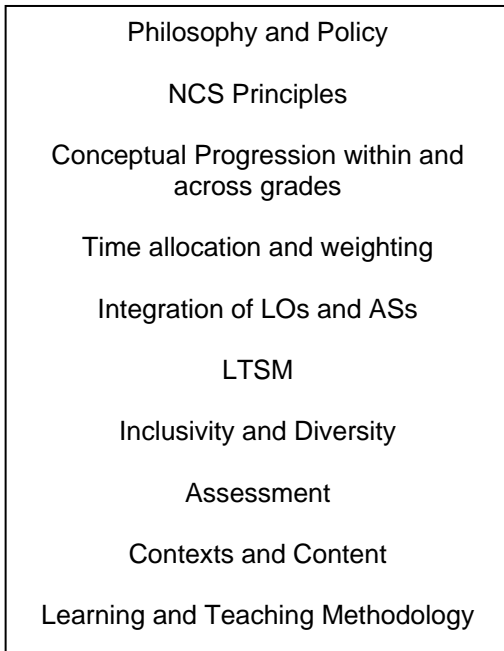 Philosophy and Policy
NCS Principles
Conceptual Progression within and
across grades
Time allocation and weighting
Integration of LOs and ASs
LTSM
Inclusivity and Diversity
Assessment
Contexts and Content
Learning and Teaching Methodology